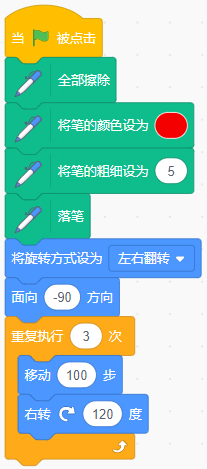 当 被点击
全部擦除
将笔的颜色设为
将笔的粗细设为 5
落笔
将旋转方式设为 左右翻转
面向 -90 方向
重复执行 3 次
移动 100 步
右转 120 度